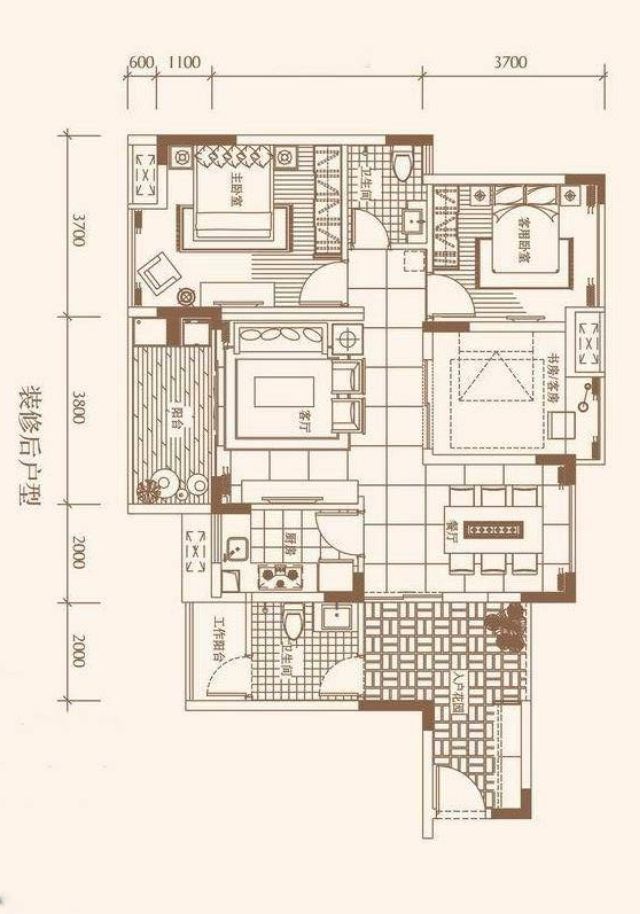 600 1100 3700
3700
3800
2000
2000
装修后户型
主卧室
卫生间
客用卧室
书房/客房
阳台
客厅
餐厅
厨房
工作阳台
卫生间
入户花园